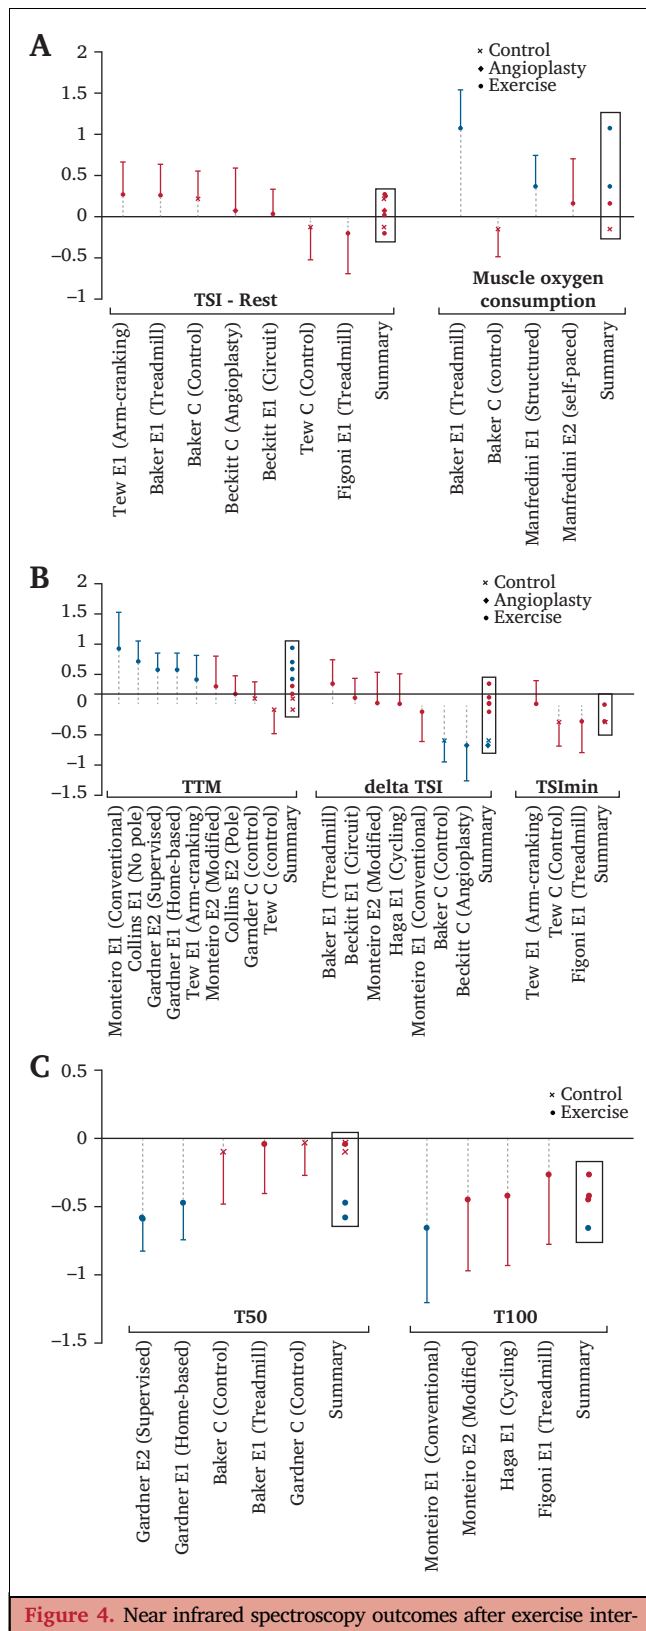 A
2
1.5
1
0.5
0
−0.5
−1
× Control
♦ Angioplasty
● Exercise
TSI - Rest
Muscle oxygen
consumption
Tew E1 (Arm-cranking)
Baker E1 (Treadmill)
Baker C (Control)
Beckitt C (Angioplasty)
Beckitt E1 (Circuit)
Tew C (Control)
Figoni E1 (Treadmill)
Summary
Baker E1 (Treadmill)
Baker C (control)
Manfredini E1 (Structured)
Manfredini E2 (self-paced)
Summary
B
2
1.5
1
0.5
0
−0.5
−1
−1.5
× Control
♦ Angioplasty
● Exercise
TTM
delta TSI
TSImin
Monteiro E1 (Conventional)
Collins E1 (No pole)
Gardner E2 (Supervised)
Gardner E1 (Home-based)
Tew E1 (Arm-cranking)
Monteiro E2 (Modified)
Collins E2 (Pole)
Garnder C (control)
Tew C (control)
Summary
Baker E1 (Treadmill)
Beckitt E1 (Circuit)
Monteiro E2 (Modified)
Haga E1 (Cycling)
Monteiro E1 (Conventional)
Baker C (Control)
Beckitt C (Angioplasty)
Summary
Tew E1 (Arm-cranking)
Tew C (Control)
Figoni E1 (Treadmill)
Summary
C
0.5
0
−0.5
−1
−1.5
× Control
● Exercise
T50
T100
Gardner E2 (Supervised)
Gardner E1 (Home-based)
Baker C (Control)
Baker E1 (Treadmill)
Gardner C (Control)
Summary
Monteiro E1 (Conventional)
Monteiro E2 (Modified)
Haga E1 (Cycling)
Figoni E1 (Treadmill)
Summary
Figure 4. Near infrared spectroscopy outcomes after exercise inter-